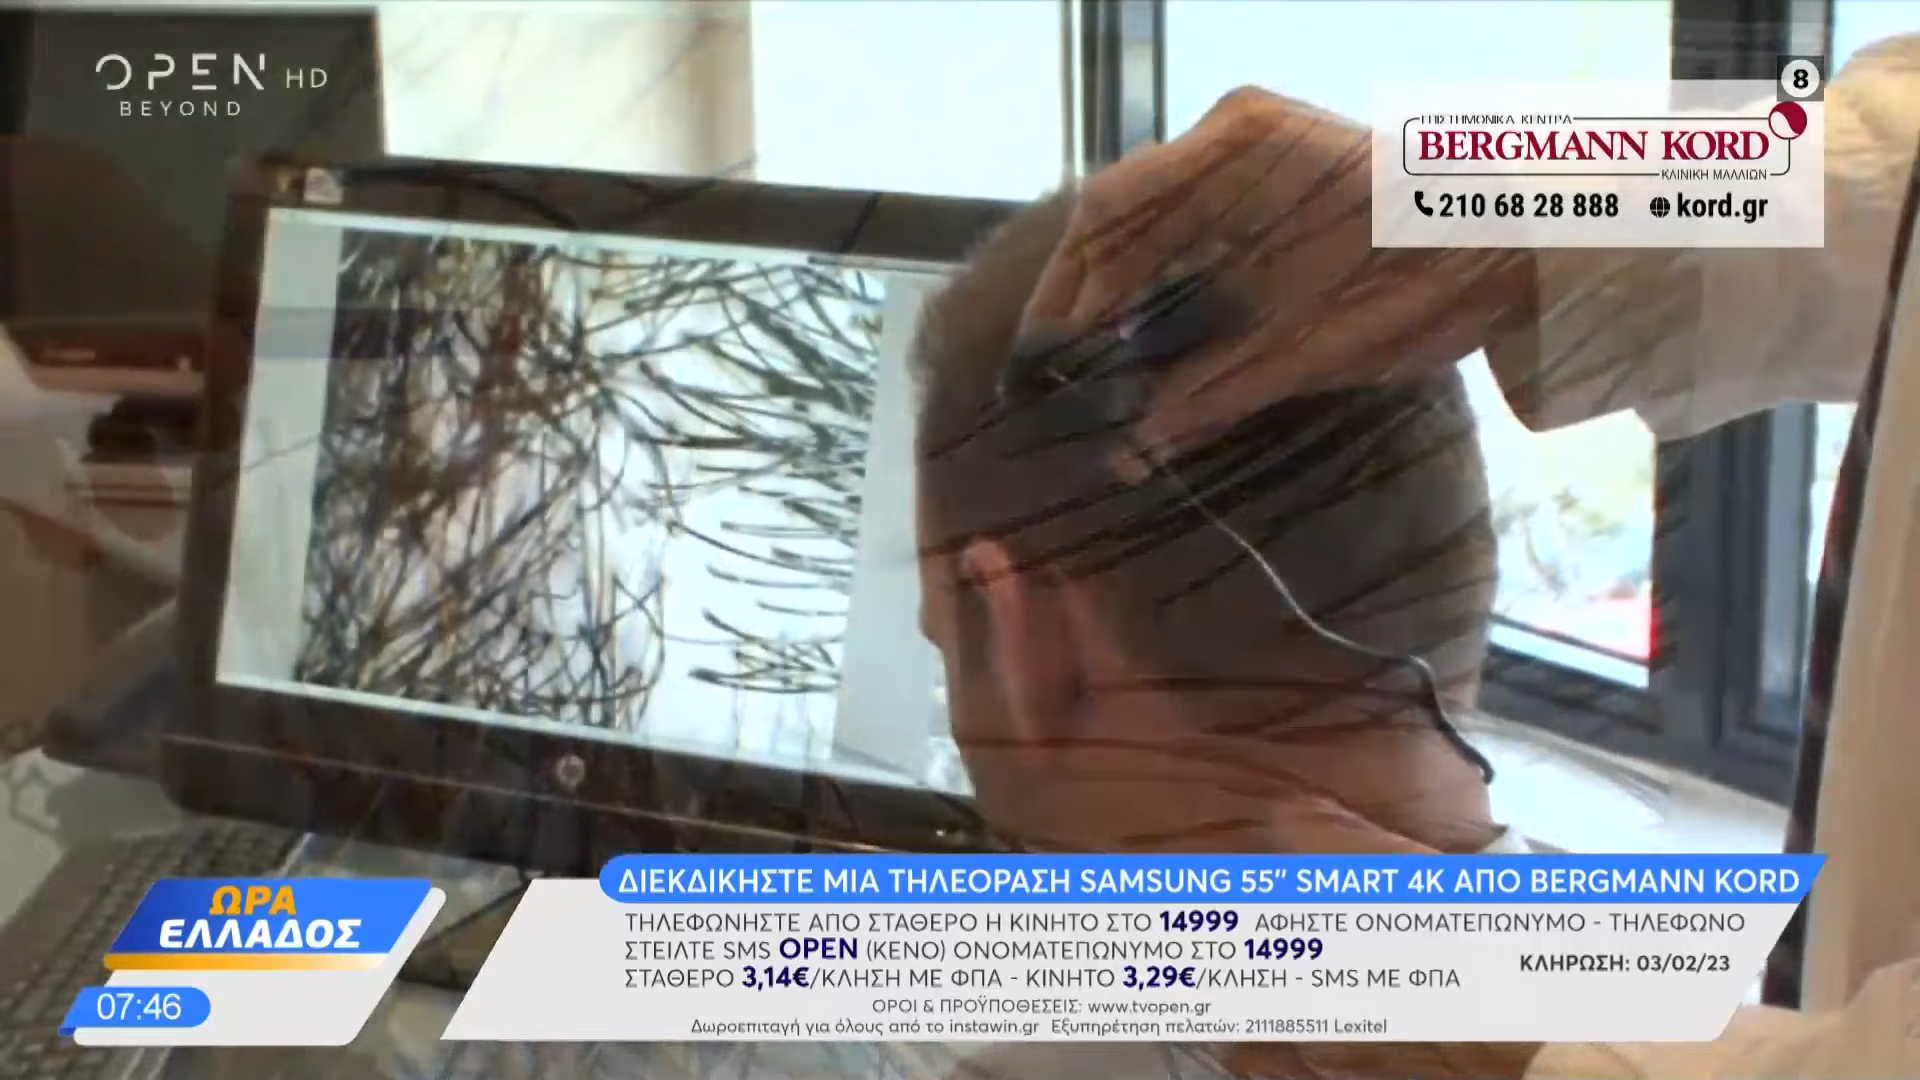 OPEN HD
BEYOND
8
ΕΠΙΣΤΗΜΟΝΙΚΑ ΚΕΝΤΡΑ
BERGMANN KORD
ΚΛΙΝΙΚΗ ΜΑΛΛΙΩΝ
210 68 28 888 kord.gr
ΔΙΕΚΔΙΚΗΣΤΕ ΜΙΑ ΤΗΛΕΟΡΑΣΗ SAMSUNG 55" SMART 4K ΑΠΟ BERGMANN KORD
ΤΗΛΕΦΩΝΗΣΤΕ ΑΠΟ ΣΤΑΘΕΡΟ Η ΚΙΝΗΤΟ ΣΤΟ 14999 ΑΦΗΣΤΕ ΟΝΟΜΑΤΕΠΩΝΥΜΟ - ΤΗΛΕΦΩΝΟ
ΣΤΕΙΛΤΕ SMS OPEN (ΚΕΝΟ) ΟΝΟΜΑΤΕΠΩΝΥΜΟ ΣΤΟ 14999
ΣΤΑΘΕΡΟ 3,14€/ΚΛΗΣΗ ΜΕ ΦΠΑ - ΚΙΝΗΤΟ 3,29€/ΚΛΗΣΗ - SMS ΜΕ ΦΠΑ
ΚΛΗΡΩΣΗ: 03/02/23
ΟΡΟΙ & ΠΡΟΫΠΟΘΕΣΕΙΣ: www.tvopen.gr
Δωροεπιταγή για όλους από το instawin.gr Εξυπηρέτηση πελατών: 2111885511 Lexitel
ΩΡΑ
ΕΛΛΑΔΟΣ
07:46